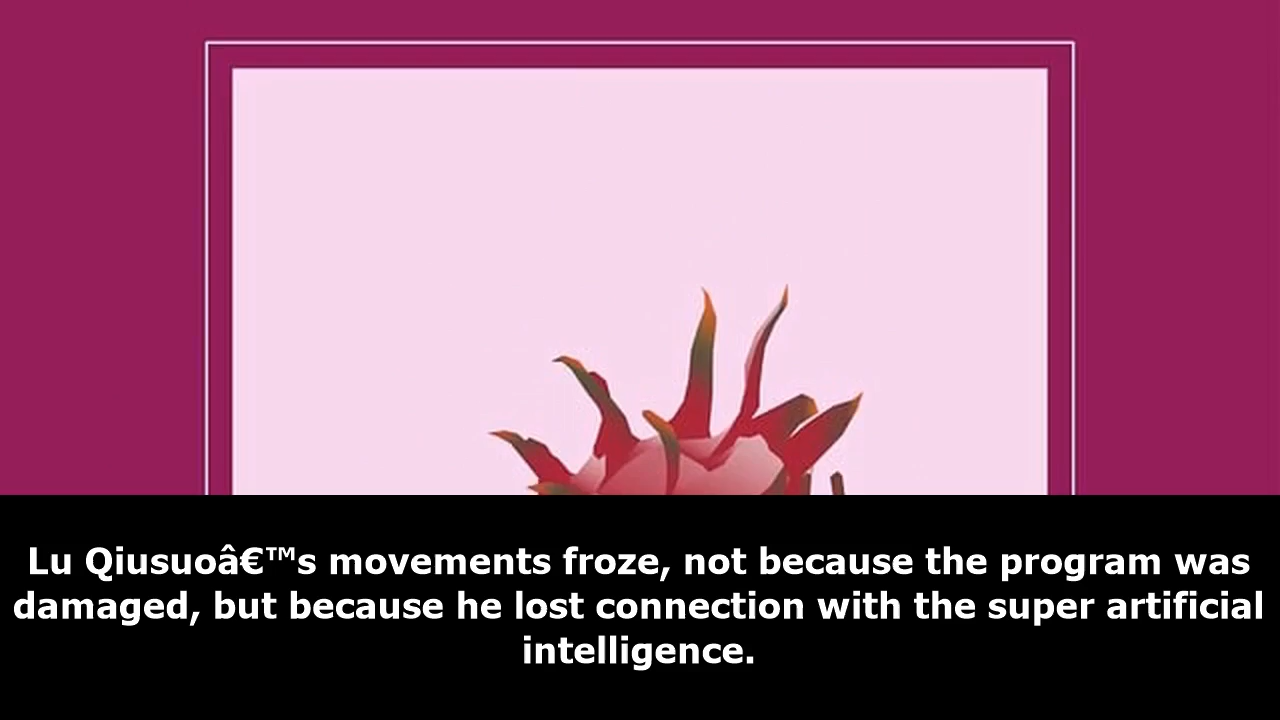 Lu Qiusuoâ€™s movements froze, not because the program was
damaged, but because he lost connection with the super artificial
intelligence.